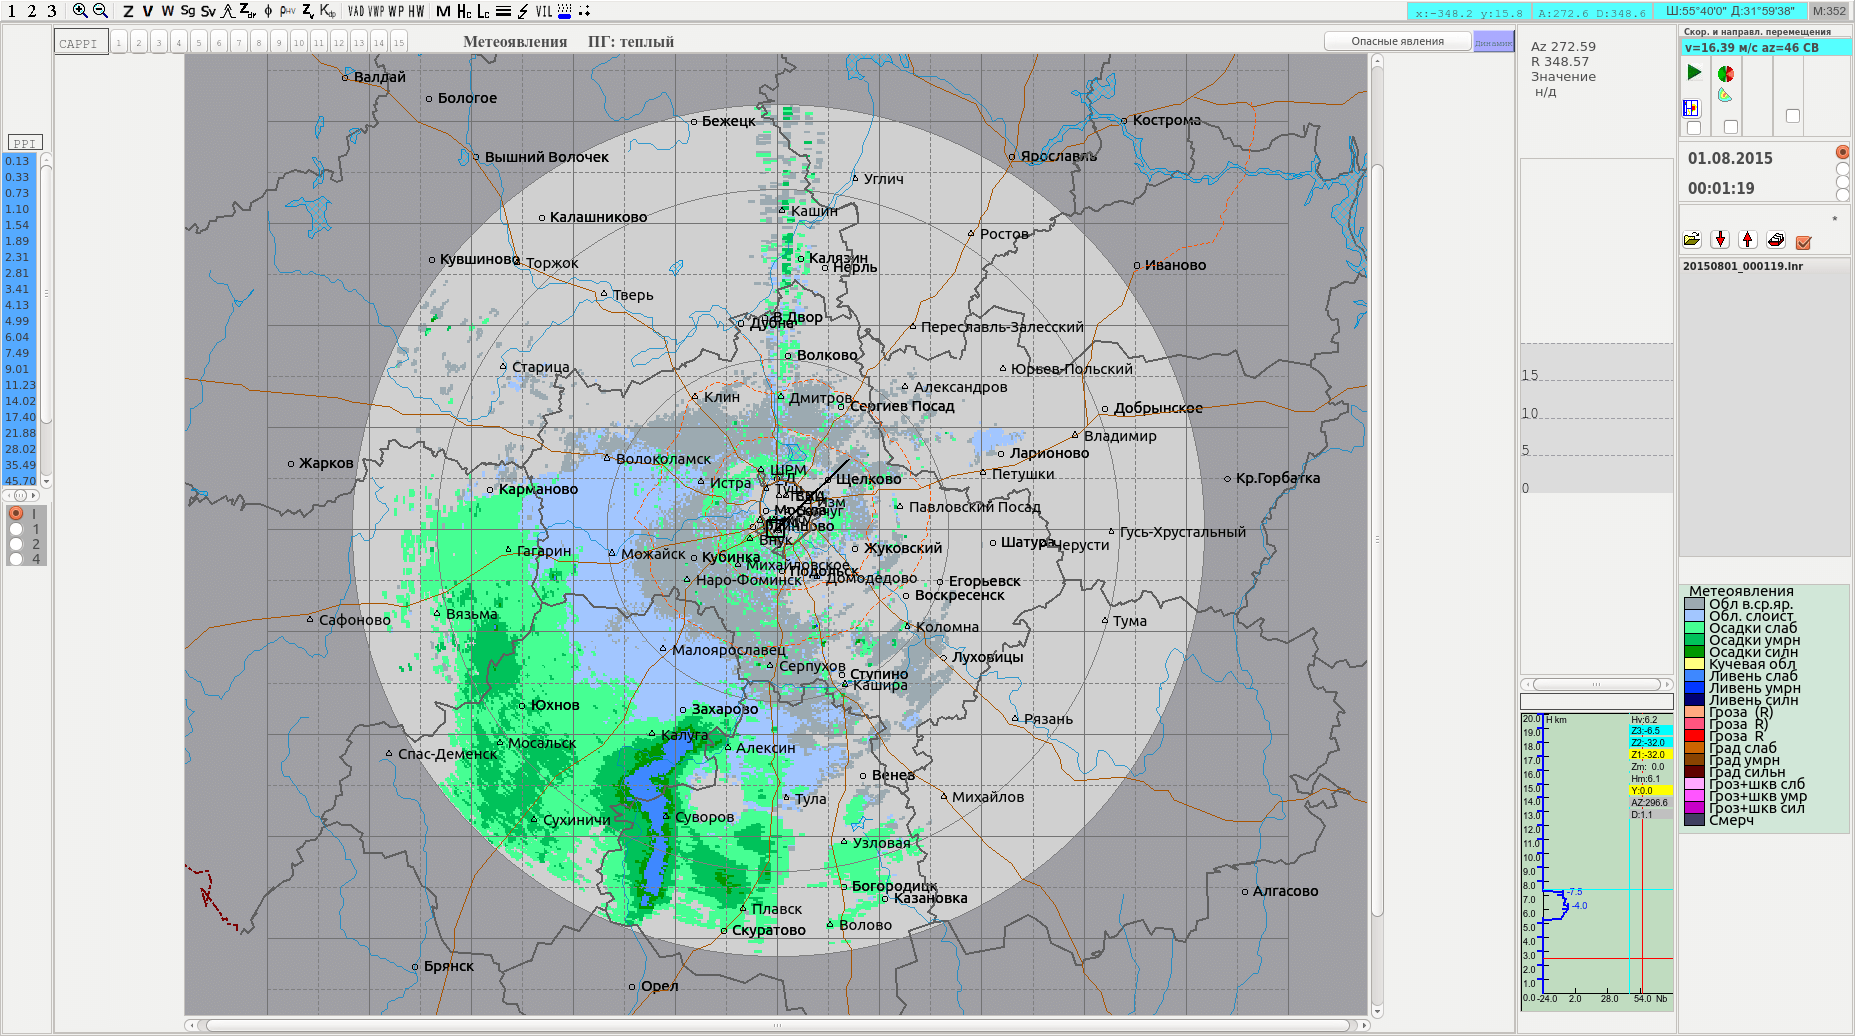 1 2 3 Z V W Sg Sv Λ Zdr ϕ ρHV Zv Kv VAD VWP WP HW M Hc Lc VIL
x:-348.2 y:15.8 A:272.6 D:348.6 Ш:55°40'0" Д:31°59'38" M:352
CAPPI 1 2 3 4 5 6 7 8 9 10 11 12 13 14 15
Метеоявления ПГ: теплый
Опасные явления
Динамик
PPI
0.13
0.33
0.73
1.10
1.54
1.89
2.31
2.81
3.41
4.13
4.99
6.04
7.49
9.01
11.23
14.02
17.40
21.88
28.02
35.49
45.70
1
2
4
Валдай
Бологое
Бежецк
Кострома
Вышний Волочек
Ярославль
Углич
Кашин
Калашниково
Ростов
Кувшиново
Торжок
Калязин
Нерль
Иваново
Тверь
Дубна
В.Двор
Переславль-Залесский
Волково
Старица
Юрьев-Польский
Александров
Клин
Дмитров
Сергиев Посад
Добрынское
Владимир
Ларионово
Жарков
Волоколамск
ШРМ
Петушки
Кр.Горбатка
Карманово
Истра
Щелково
Павловский Посад
Гусь-Хрустальный
Внук
Шатура
Черусти
Гагарин
Можайск
Кубинка
Жуковский
Михайловское
Подольск
Наро-Фоминск
Домодедово
Егорьевск
Воскресенск
Вязьма
Сафоново
Коломна
Тума
Малоярославец
Серпухов
Луховицы
Ступино
Кашира
Юхнов
Захарово
Рязань
Калуга
Мосальск
Алексин
Спас-Деменск
Венев
Тула
Михайлов
Сухиничи
Суворов
Узловая
Богородицк
Казановка
Алгасово
Плавск
Волово
Скуратово
Брянск
Орел
Az 272.59
R 348.57
Значение
н/д
15
10
5
0
20.0 H km
19.0
18.0
17.0
16.0
15.0
14.0
13.0
12.0
11.0
10.0
9.0
8.0
7.0
6.0
5.0
4.0
3.0
2.0
1.0
0.0 -24.0 2.0 28.0 54.0 Nb
Hv:6.2
Z3:-6.5
Z2:-32.0
Z1:-32.0
Zm: 0.0
Hm:6.1
Y:0.0
AZ:296.6
D:1.1
-7.5
-4.0
Скор. и направл. перемещения
v=16.39 м/с az=46 СВ
01.08.2015
00:01:19
*
20150801_000119.lnr
Метеоявления
Обл в.ср.яр.
Обл. слоист
Осадки слаб
Осадки умрн
Осадки силн
Кучевая обл
Ливень слаб
Ливень умрн
Ливень силн
Гроза (R)
Гроза R)
Гроза R
Град слаб
Град умрн
Град сильн
Гроз+шкв слб
Гроз+шкв умр
Гроз+шкв сил
Смерч